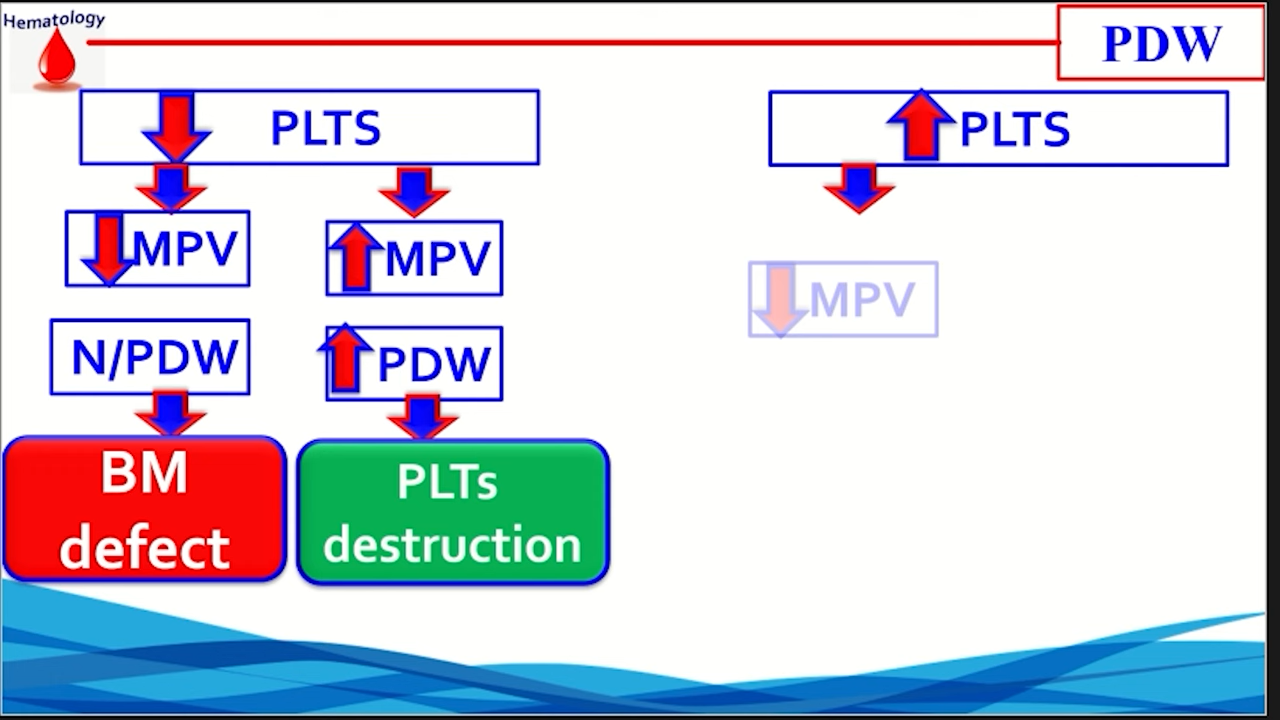 Hematology
PDW
PLTS
PLTS
MPV
MPV
MPV
N/PDW
PDW
BM
defect
PLTs
destruction